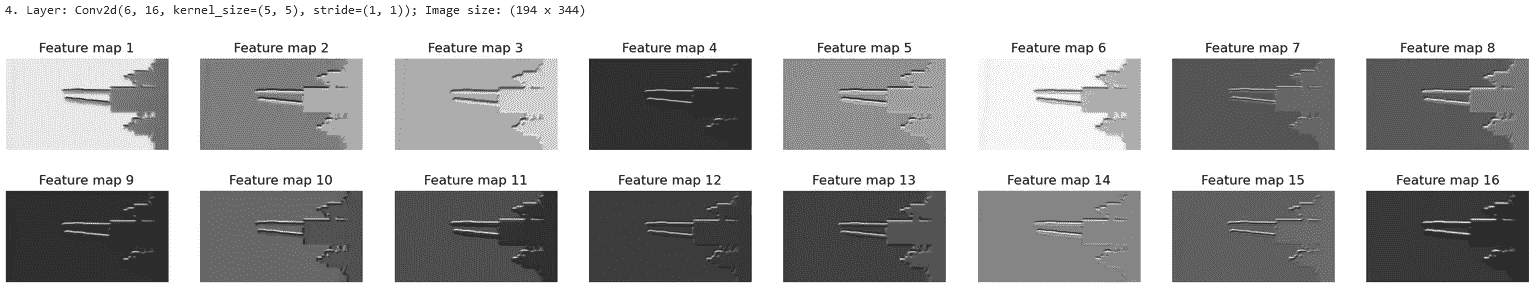 4. Layer: Conv2d(6, 16, kernel_size=(5, 5), stride=(1, 1)); Image size: (194 x 344)
Feature map 1 Feature map 2 Feature map 3 Feature map 4 Feature map 5 Feature map 6 Feature map 7 Feature map 8
Feature map 9 Feature map 10 Feature map 11 Feature map 12 Feature map 13 Feature map 14 Feature map 15 Feature map 16